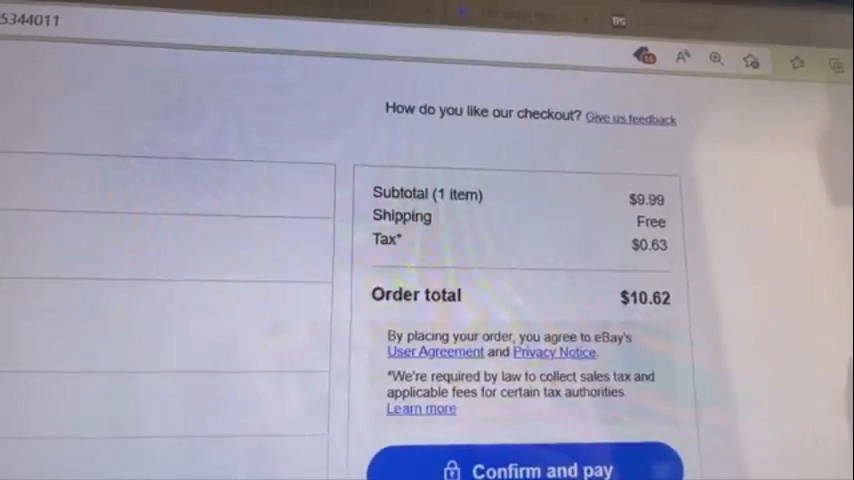 5344011
TPG
How do you like our checkout? Give us feedback
Subtotal (1 item) $9.99
Shipping Free
Tax* $0.63
Order total $10.62
By placing your order, you agree to eBay's
User Agreement and Privacy Notice.
*We're required by law to collect sales tax and
applicable fees for certain tax authorities.
Learn more
Confirm and pay